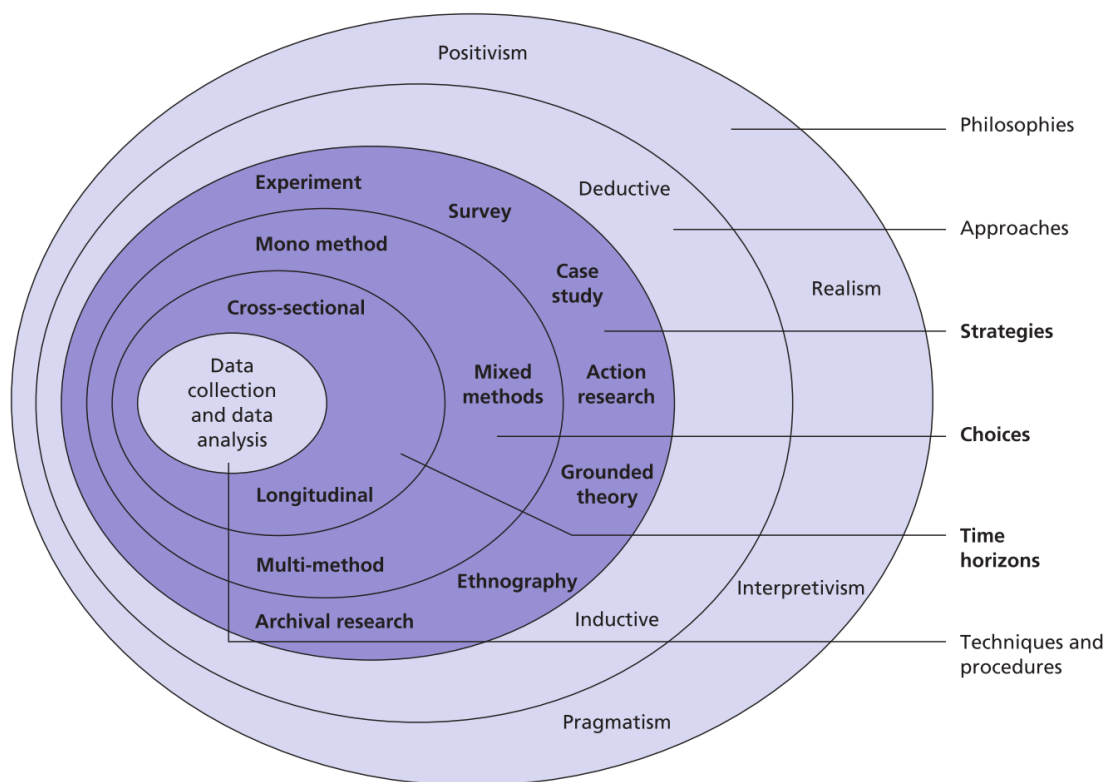 Positivism
Philosophies
Experiment
Deductive
Survey
Approaches
Mono method
Case
study
Realism
Cross-sectional
Strategies
Data
collection
and data
analysis
Mixed
methods
Action
research
Choices
Grounded
theory
Longitudinal
Time
horizons
Multi-method
Ethnography
Interpretivism
Archival research
Inductive
Techniques and
procedures
Pragmatism